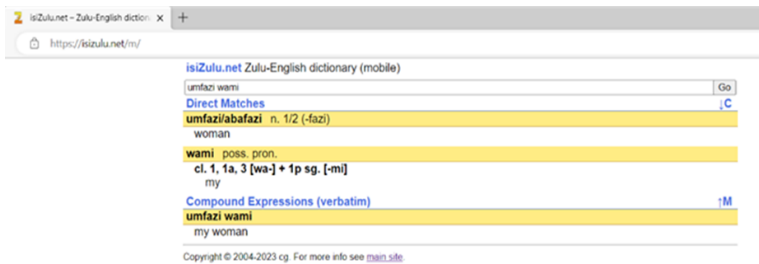 isiZulu.net – Zulu-English diction
https://isizulu.net/m/
isiZulu.net Zulu-English dictionary (mobile)
umfazi wami Go
Direct Matches ↓C
umfazi/abafazi n. 1/2 (-fazi)
woman
wami poss. pron.
cl. 1, 1a, 3 [wa-] + 1p sg. [-mi]
my
Compound Expressions (verbatim) ↑M
umfazi wami
my woman
Copyright © 2004-2023 cg. For more info see main site.